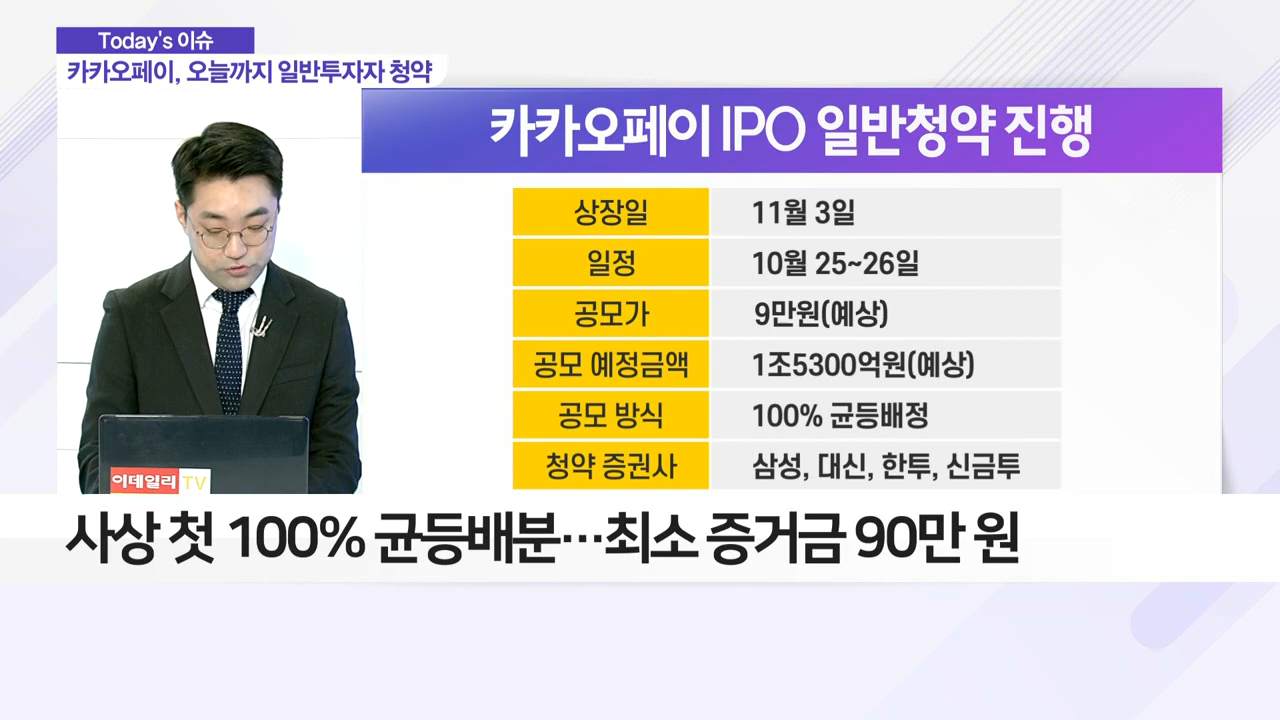 Today's 이슈
카카오페이, 오늘까지 일반투자자 청약
카카오페이 IPO 일반청약 진행
상장일 11월 3일
일정 10월 25~26일
공모가 9만원(예상)
공모 예정금액 1조5300억원(예상)
공모 방식 100% 균등배정
청약 증권사 삼성, 대신, 한투, 신금투
이데일리TV
사상 첫 100% 균등배분…최소 증거금 90만 원